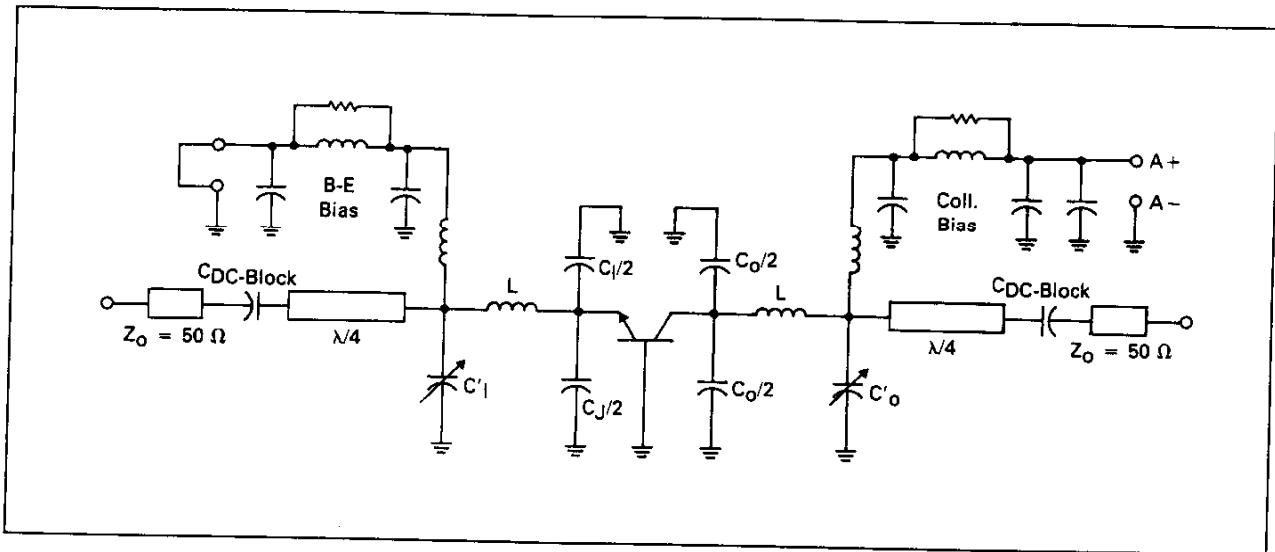 B-E
Bias
A+
Coll.
Bias
A-
CDC-Block
CI/2
CO/2
CDC-Block
L
L
ZO = 50 Ω
λ/4
C'I
CJ/2
CO/2
C'O
λ/4
ZO = 50 Ω